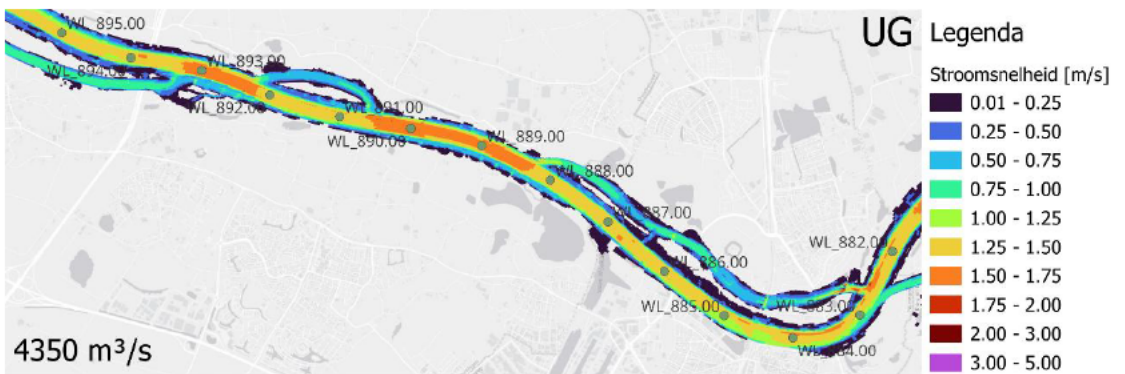 WL_895.00
UG
WL_894.00
WL_893.00
WL_892.00
WL_891.00
WL_890.00
WL_889.00
WL_888.00
WL_887.00
WL_886.00
WL_885.00
WL_884.00
WL_883.00
WL_882.00
4350 m³/s
Legenda
Stroomsnelheid [m/s]
0.01 - 0.25
0.25 - 0.50
0.50 - 0.75
0.75 - 1.00
1.00 - 1.25
1.25 - 1.50
1.50 - 1.75
1.75 - 2.00
2.00 - 3.00
3.00 - 5.00